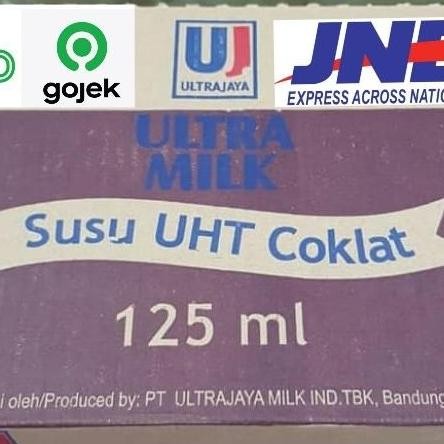 gojek
UJ
ULTRAJAYA
JNE
EXPRESS ACROSS NATIO
ULTRA
MILK
Susu UHT Coklat
125 ml
i oleh/Produced by: PT ULTRAJAYA MILK IND.TBK, Bandung